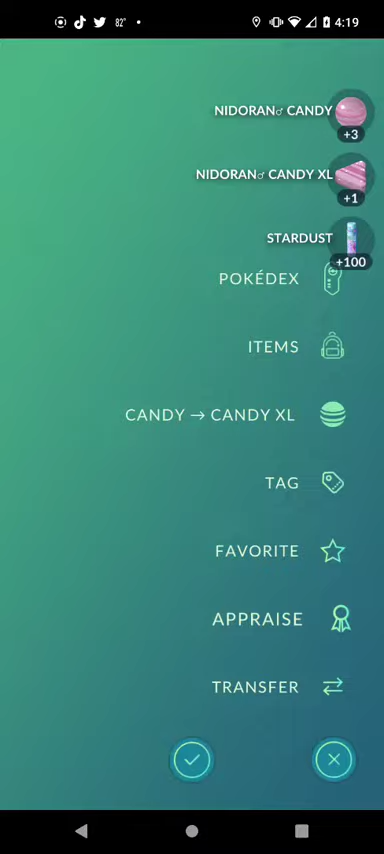 82° 4:19
NIDORAN♂ CANDY
+3
NIDORAN♂ CANDY XL
+1
STARDUST
+100
POKÉDEX
ITEMS
CANDY → CANDY XL
TAG
FAVORITE
APPRAISE
TRANSFER